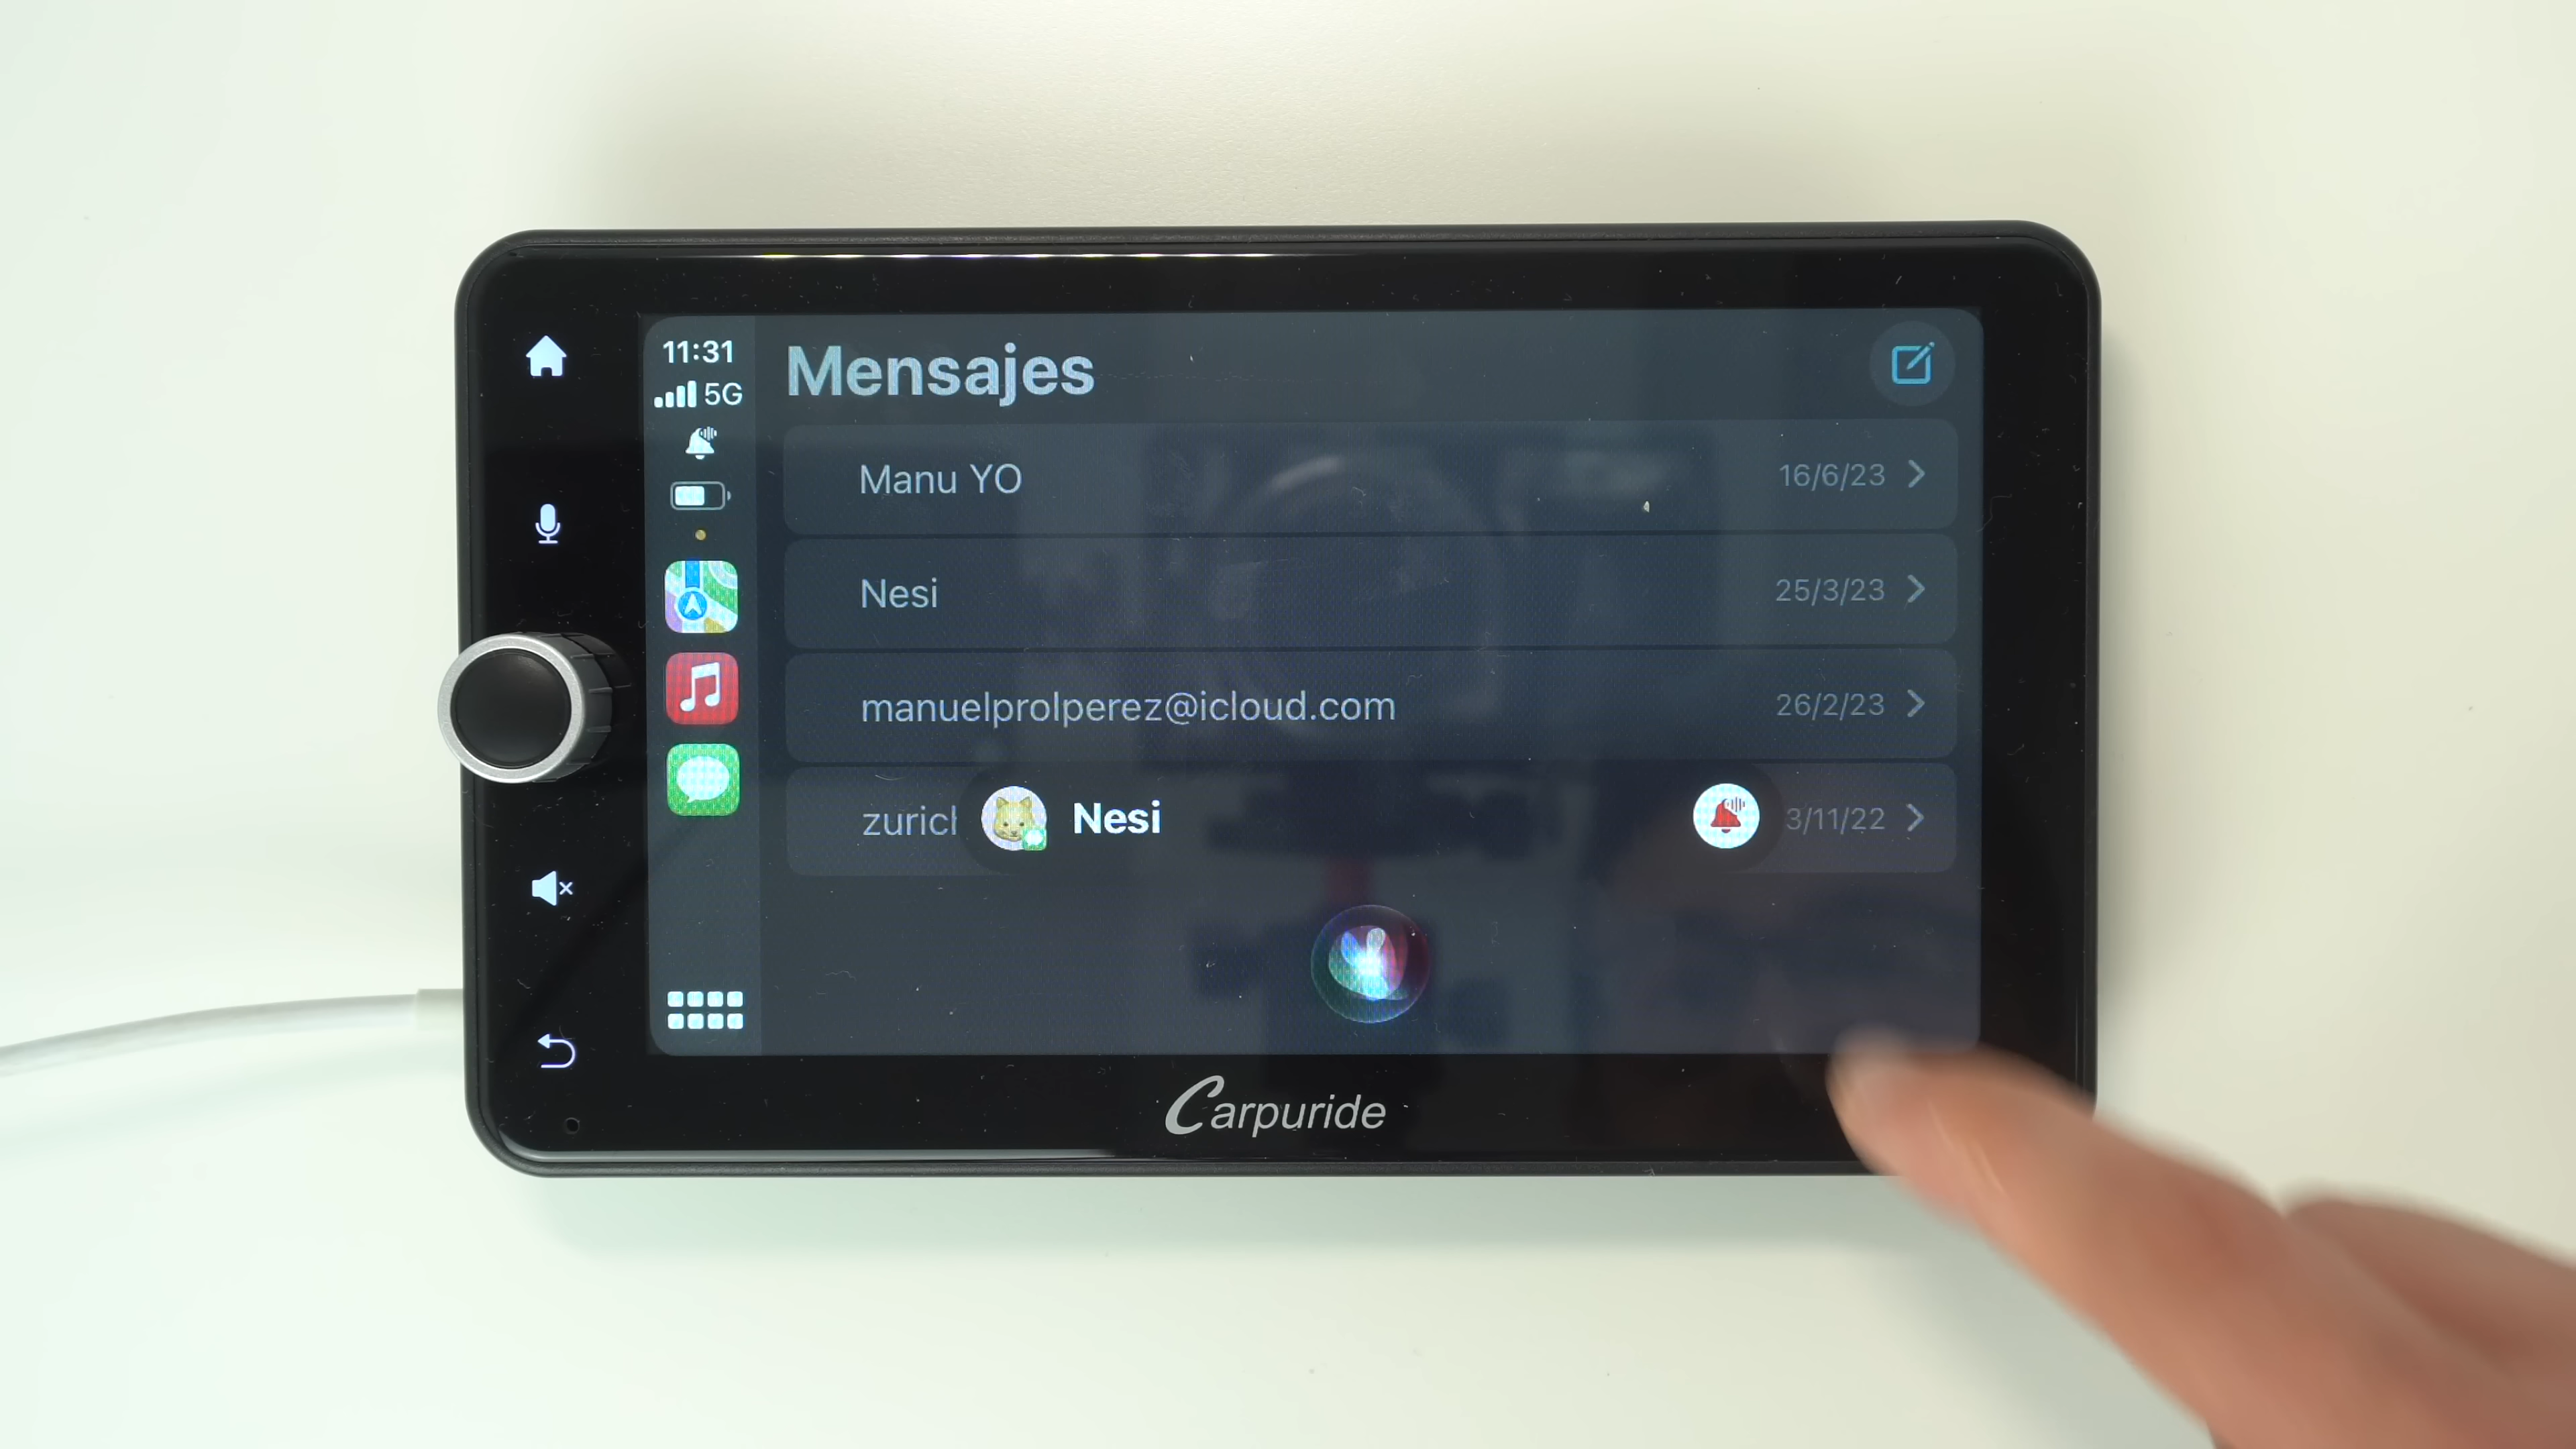 11:31
5G
Mensajes
Manu YO
16/6/23
Nesi
25/3/23
manuelprolperez@icloud.com
26/2/23
Nesi
3/11/22
Carpuride